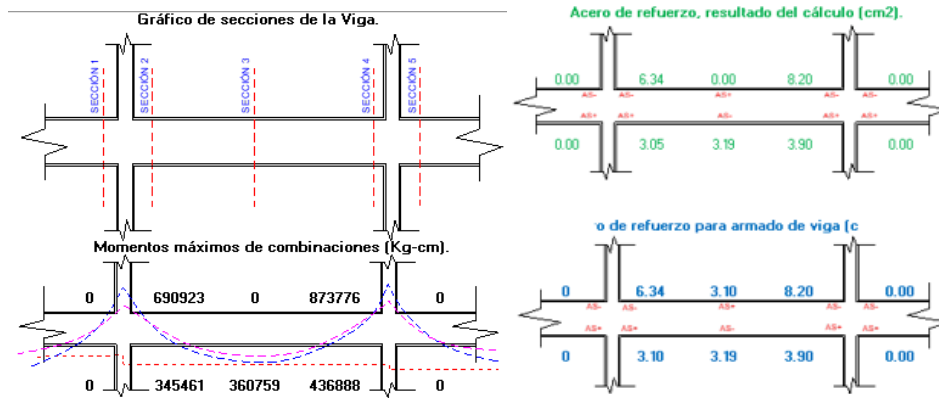 Gráfico de secciones de la Viga.
SECCIÓN 1
SECCIÓN 2
SECCIÓN 3
SECCIÓN 4
SECCIÓN 5
Momentos máximos de combinaciones (Kg-cm).
0 690923 0 873776 0
0 345461 360759 436888 0
Acero de refuerzo, resultado del cálculo (cm2).
0.00 6.34 0.00 8.20 0.00
AS- AS- AS+ AS- AS-
AS+ AS+ AS- AS+ AS+
0.00 3.05 3.19 3.90 0.00
o de refuerzo para armado de viga (c
0 6.34 3.10 8.20 0.00
AS- AS- AS+ AS- AS-
AS+ AS+ AS- AS+ AS+
0 3.10 3.19 3.90 0.00